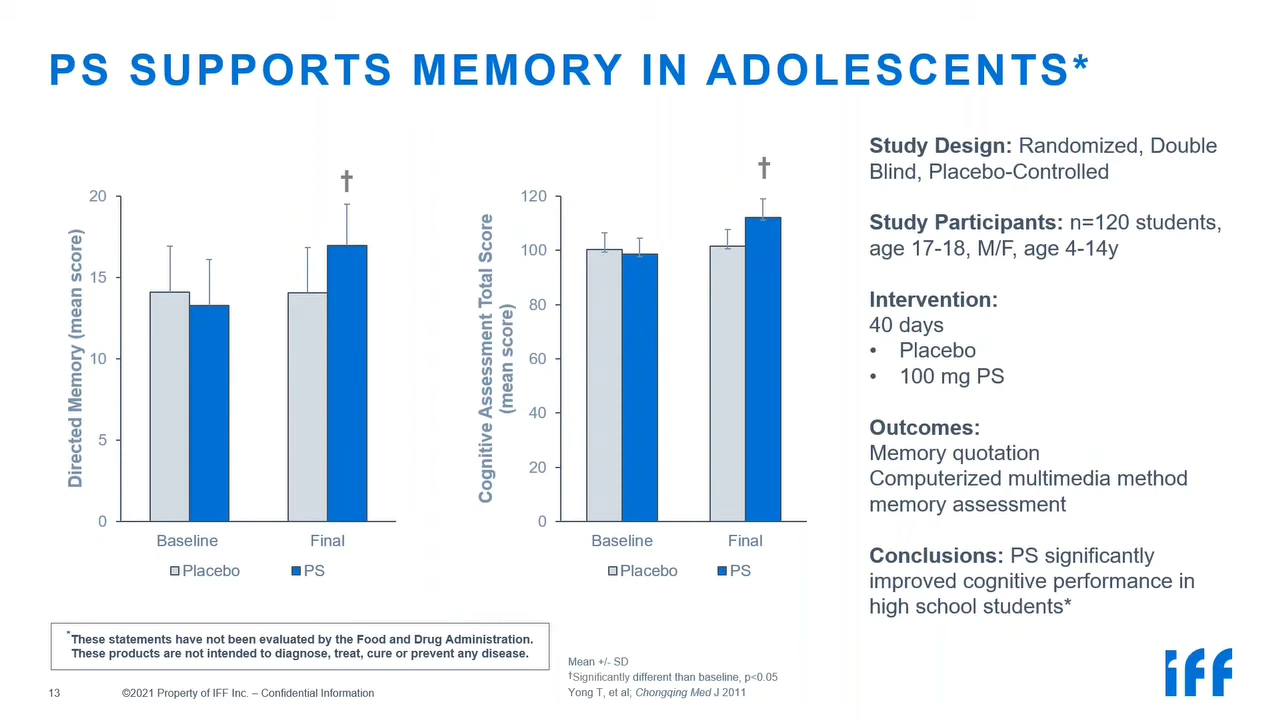 PS SUPPORTS MEMORY IN ADOLESCENTS*
†
20
15
10
5
0
Directed Memory (mean score)
Baseline
Final
Placebo
PS
†
120
100
80
60
40
20
0
Cognitive Assessment Total Score
(mean score)
Baseline
Final
Placebo
PS
Study Design: Randomized, Double
Blind, Placebo-Controlled
Study Participants: n=120 students,
age 17-18, M/F, age 4-14y
Intervention:
40 days
• Placebo
• 100 mg PS
Outcomes:
Memory quotation
Computerized multimedia method
memory assessment
Conclusions: PS significantly
improved cognitive performance in
high school students*
*These statements have not been evaluated by the Food and Drug Administration.
These products are not intended to diagnose, treat, cure or prevent any disease.
Mean +/- SD
†Significantly different than baseline, p<0.05
Yong T, et al; Chongqing Med J 2011
13
©2021 Property of IFF Inc. – Confidential Information
iff